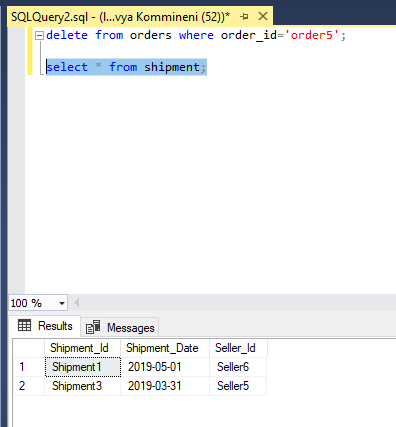 SQLQuery2.sql - (l...vya Kommineni (52))*
delete from orders where order_id='order5';
select * from shipment;
100 %
Results Messages
Shipment_Id Shipment_Date Seller_Id
1 Shipment1 2019-05-01 Seller6
2 Shipment3 2019-03-31 Seller5